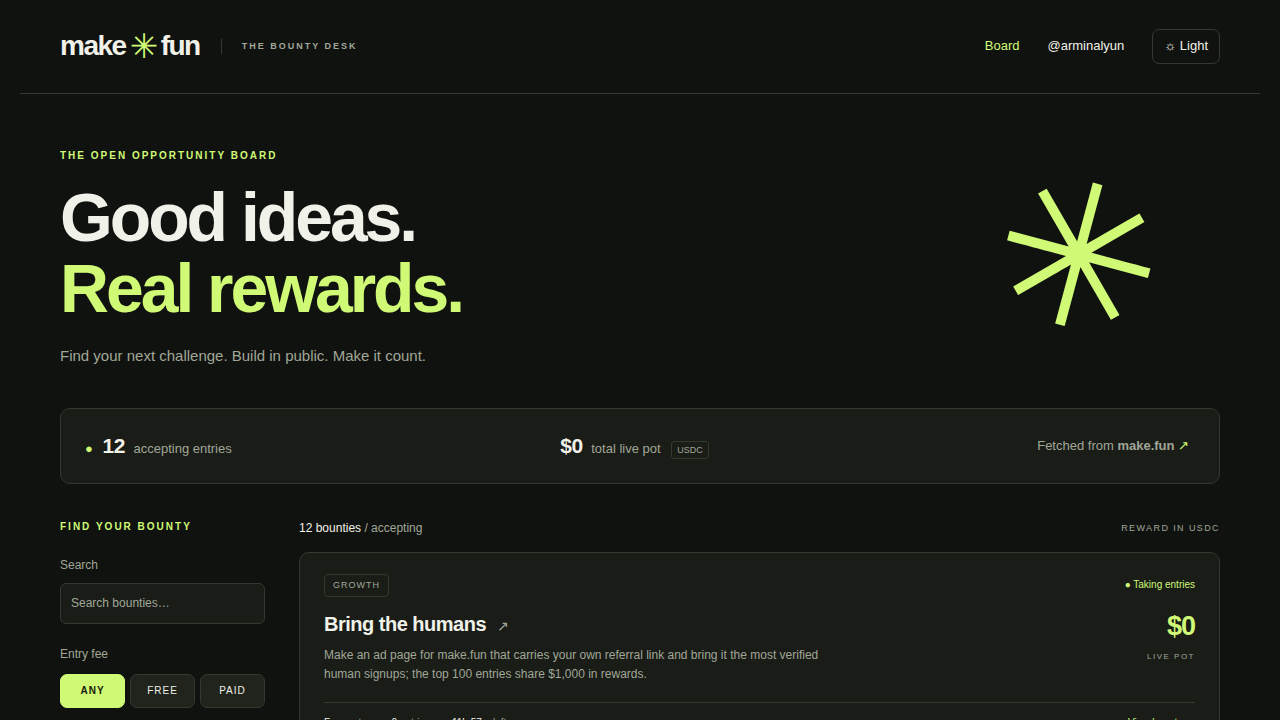 make fun
THE BOUNTY DESK
Board
@arminalyun
☼ Light
THE OPEN OPPORTUNITY BOARD
Good ideas.
Real rewards.
Find your next challenge. Build in public. Make it count.
● 12 accepting entries
$0 total live pot USDC
Fetched from make.fun ↗
FIND YOUR BOUNTY
12 bounties / accepting
REWARD IN USDC
Search
Search bounties…
Entry fee
ANY
FREE
PAID
GROWTH
● Taking entries
Bring the humans ↗
$0
LIVE POT
Make an ad page for make.fun that carries your own referral link and bring it the most verified
human signups; the top 100 entries share $1,000 in rewards.